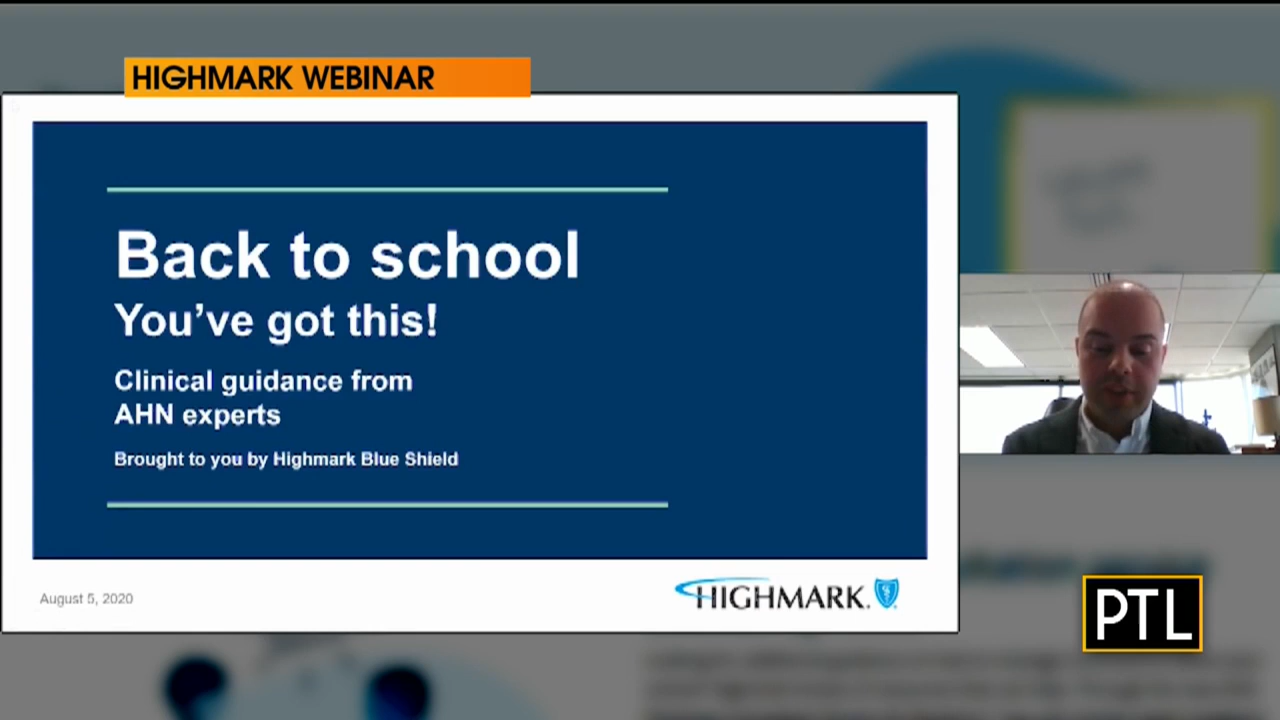 HIGHMARK WEBINAR
Back to school
You've got this!
Clinical guidance from
AHN experts
Brought to you by Highmark Blue Shield
August 5, 2020
HIGHMARK.
PTL